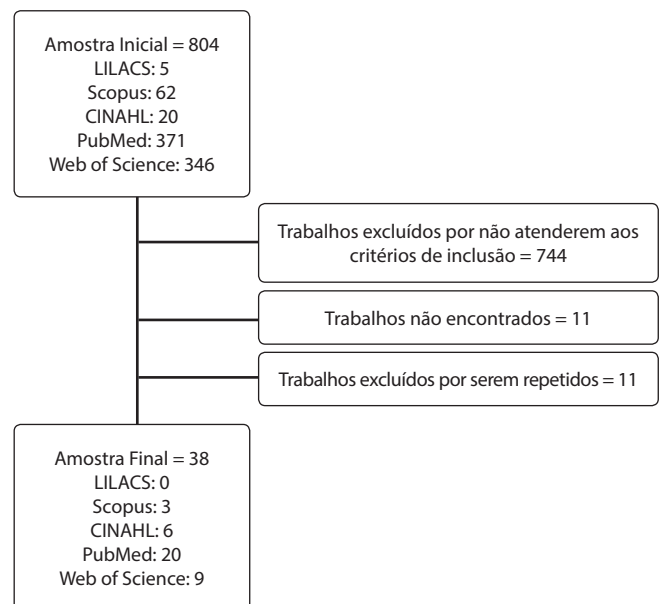 Amostra Inicial = 804
LILACS: 5
Scopus: 62
CINAHL: 20
PubMed: 371
Web of Science: 346
Trabalhos excluídos por não atenderem aos
critérios de inclusão = 744
Trabalhos não encontrados = 11
Trabalhos excluídos por serem repetidos = 11
Amostra Final = 38
LILACS: 0
Scopus: 3
CINAHL: 6
PubMed: 20
Web of Science: 9